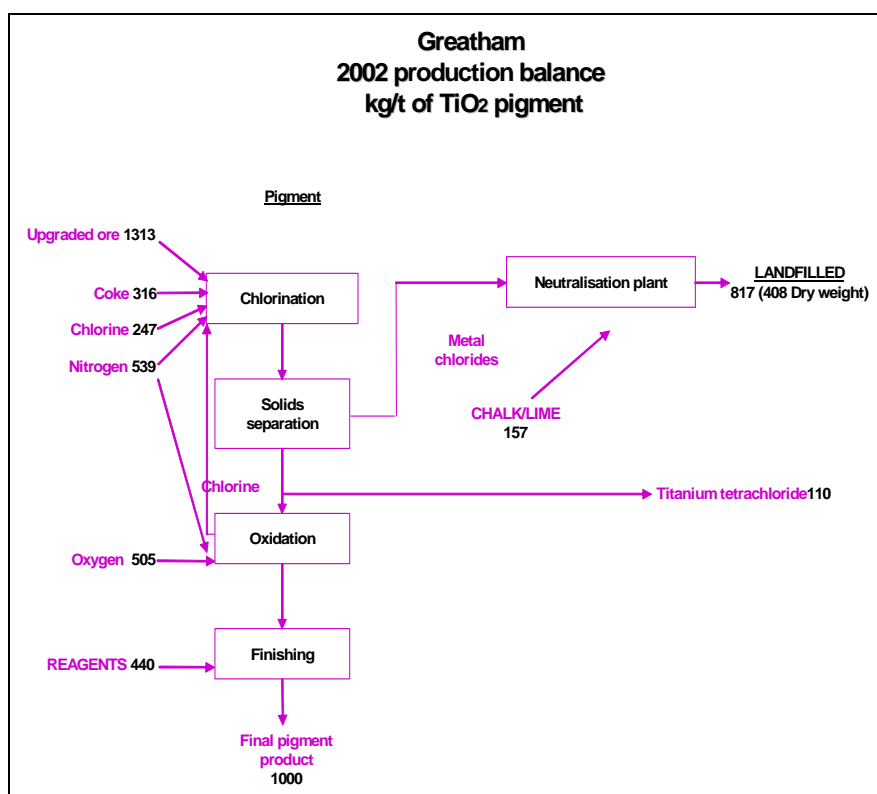 Greatham
2002 production balance
kg/t of TiO2 pigment
Pigment
Upgraded ore 1313
Coke 316
Chlorine 247
Nitrogen 539
Chlorination
Neutralisation plant
LANDFILLED
817 (408 Dry weight)
Metal
chlorides
Solids
separation
CHALK/LIME
157
Chlorine
Titanium tetrachloride110
Oxidation
Oxygen 505
Finishing
REAGENTS 440
Final pigment
product
1000